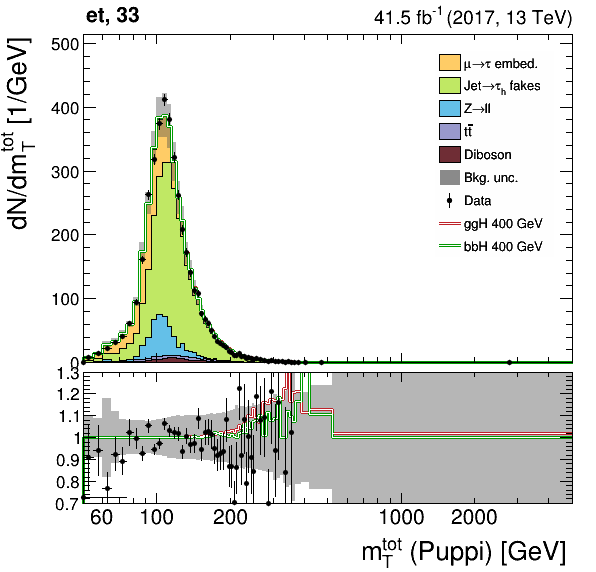 et, 33
41.5 fb⁻¹ (2017, 13 TeV)
dN/dm_T^tot [1/GeV]
500
400
300
200
100
0
μ→τ embed.
Jet→τ_h fakes
Z→ll
tt̄
Diboson
Bkg. unc.
Data
ggH 400 GeV
bbH 400 GeV
1.3
1.2
1.1
1.0
0.9
0.8
0.7
60 100 200 1000 2000
m_T^tot (Puppi) [GeV]